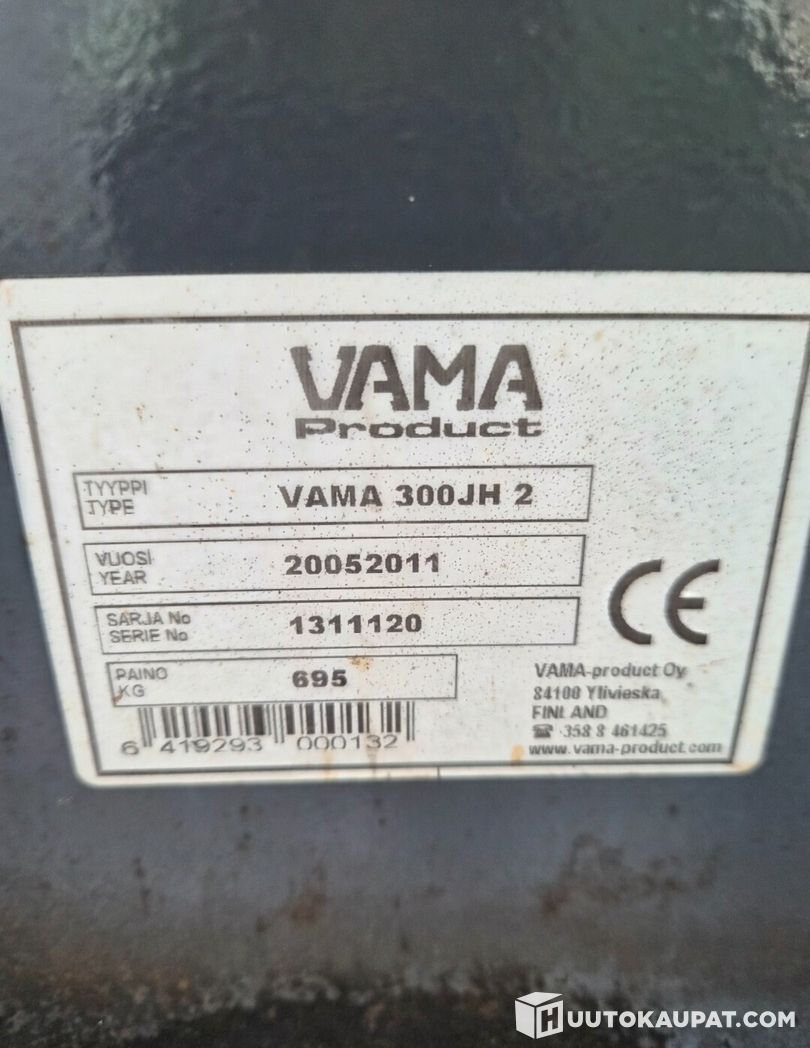 VAMA
Product
TYYPPI
TYPE
VAMA 300JH 2
VUOSI
YEAR
20052011
SARJA No
SERIE No
1311120
PAINO
KG
695
CE
6 419293 000132
VAMA-product Oy
84100 Ylivieska
FINLAND
☎ +358 8 461425
www.vama-product.com
HUUTOKAUPAT.COM